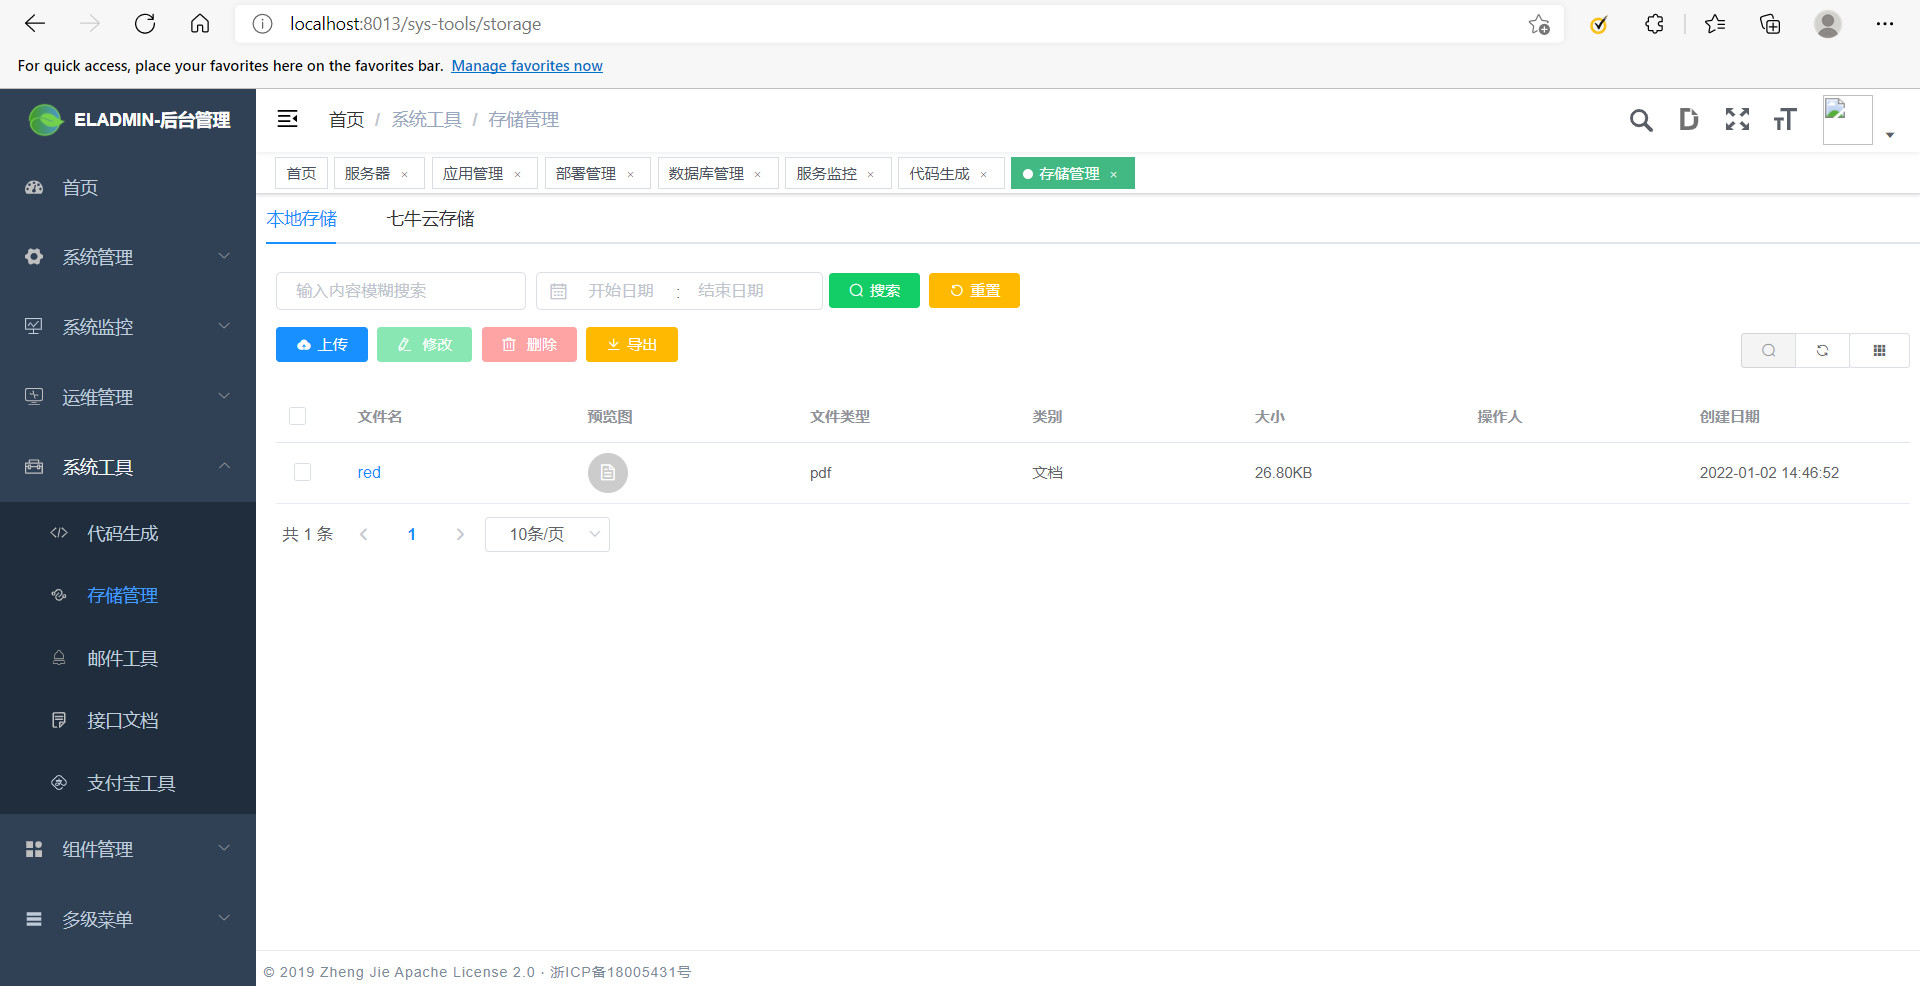 localhost:8013/sys-tools/storage
For quick access, place your favorites here on the favorites bar. Manage favorites now
ELADMIN-后台管理
首页 / 系统工具 / 存储管理
首页 服务器 × 应用管理 × 部署管理 × 数据库管理 × 服务监控 × 代码生成 × 存储管理 ×
首页
系统管理
系统监控
运维管理
系统工具
代码生成
存储管理
邮件工具
接口文档
支付宝工具
组件管理
多级菜单
本地存储 七牛云存储
输入内容模糊搜索 开始日期 : 结束日期 搜索 重置
上传 修改 删除 导出
文件名 预览图 文件类型 类别 大小 操作人 创建日期
red pdf 文档 26.80KB 2022-01-02 14:46:52
共 1 条 1 10条/页
© 2019 Zheng Jie Apache License 2.0 · 浙ICP备18005431号